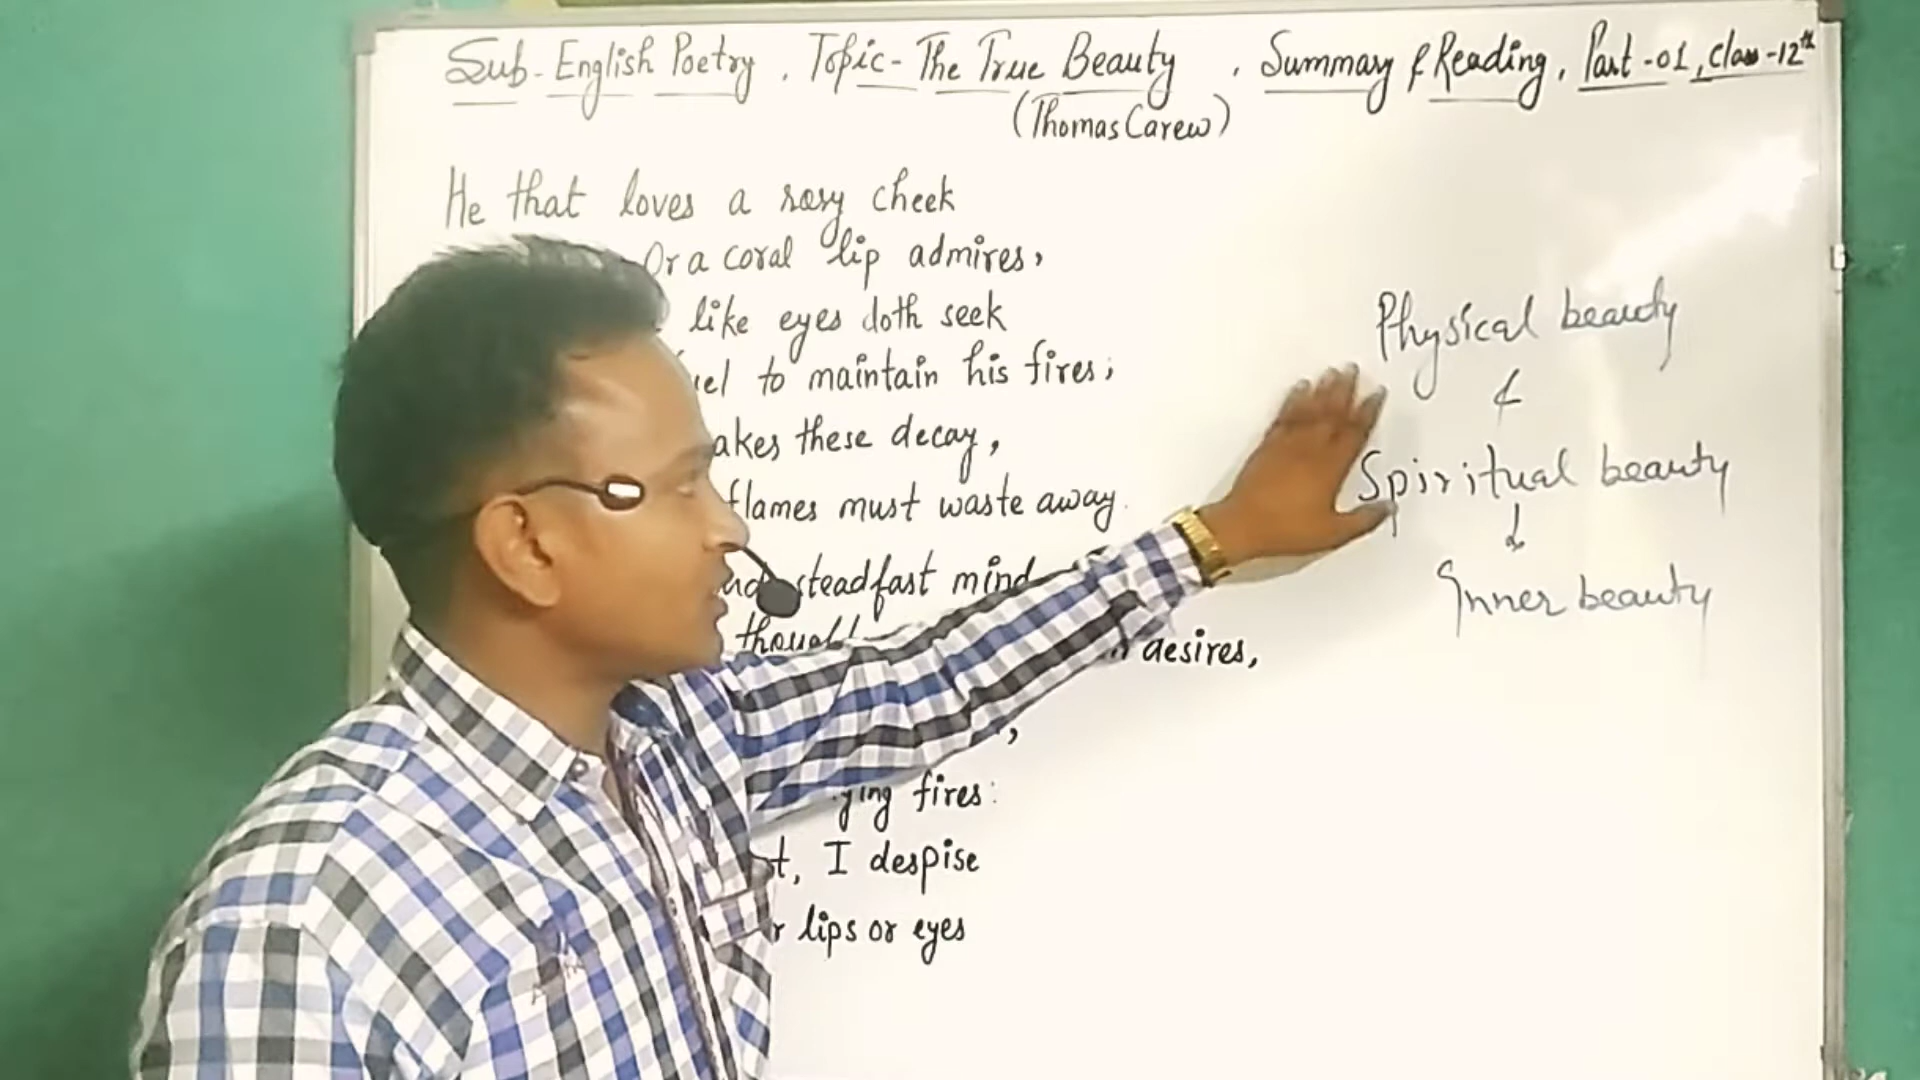 Sub - English Poetry, Topic - The True Beauty, Summary & Reading, Part - 01, Class - 12th
(Thomas Carew)
He that loves a rosy cheek
Or a coral lip admires,
like eyes doth seek
to maintain his fires;
these decay,
flames must waste away.
steadfast mind
desires,
fires:
I despise
lips or eyes
Physical beauty
&
Spiritual beauty
Inner beauty